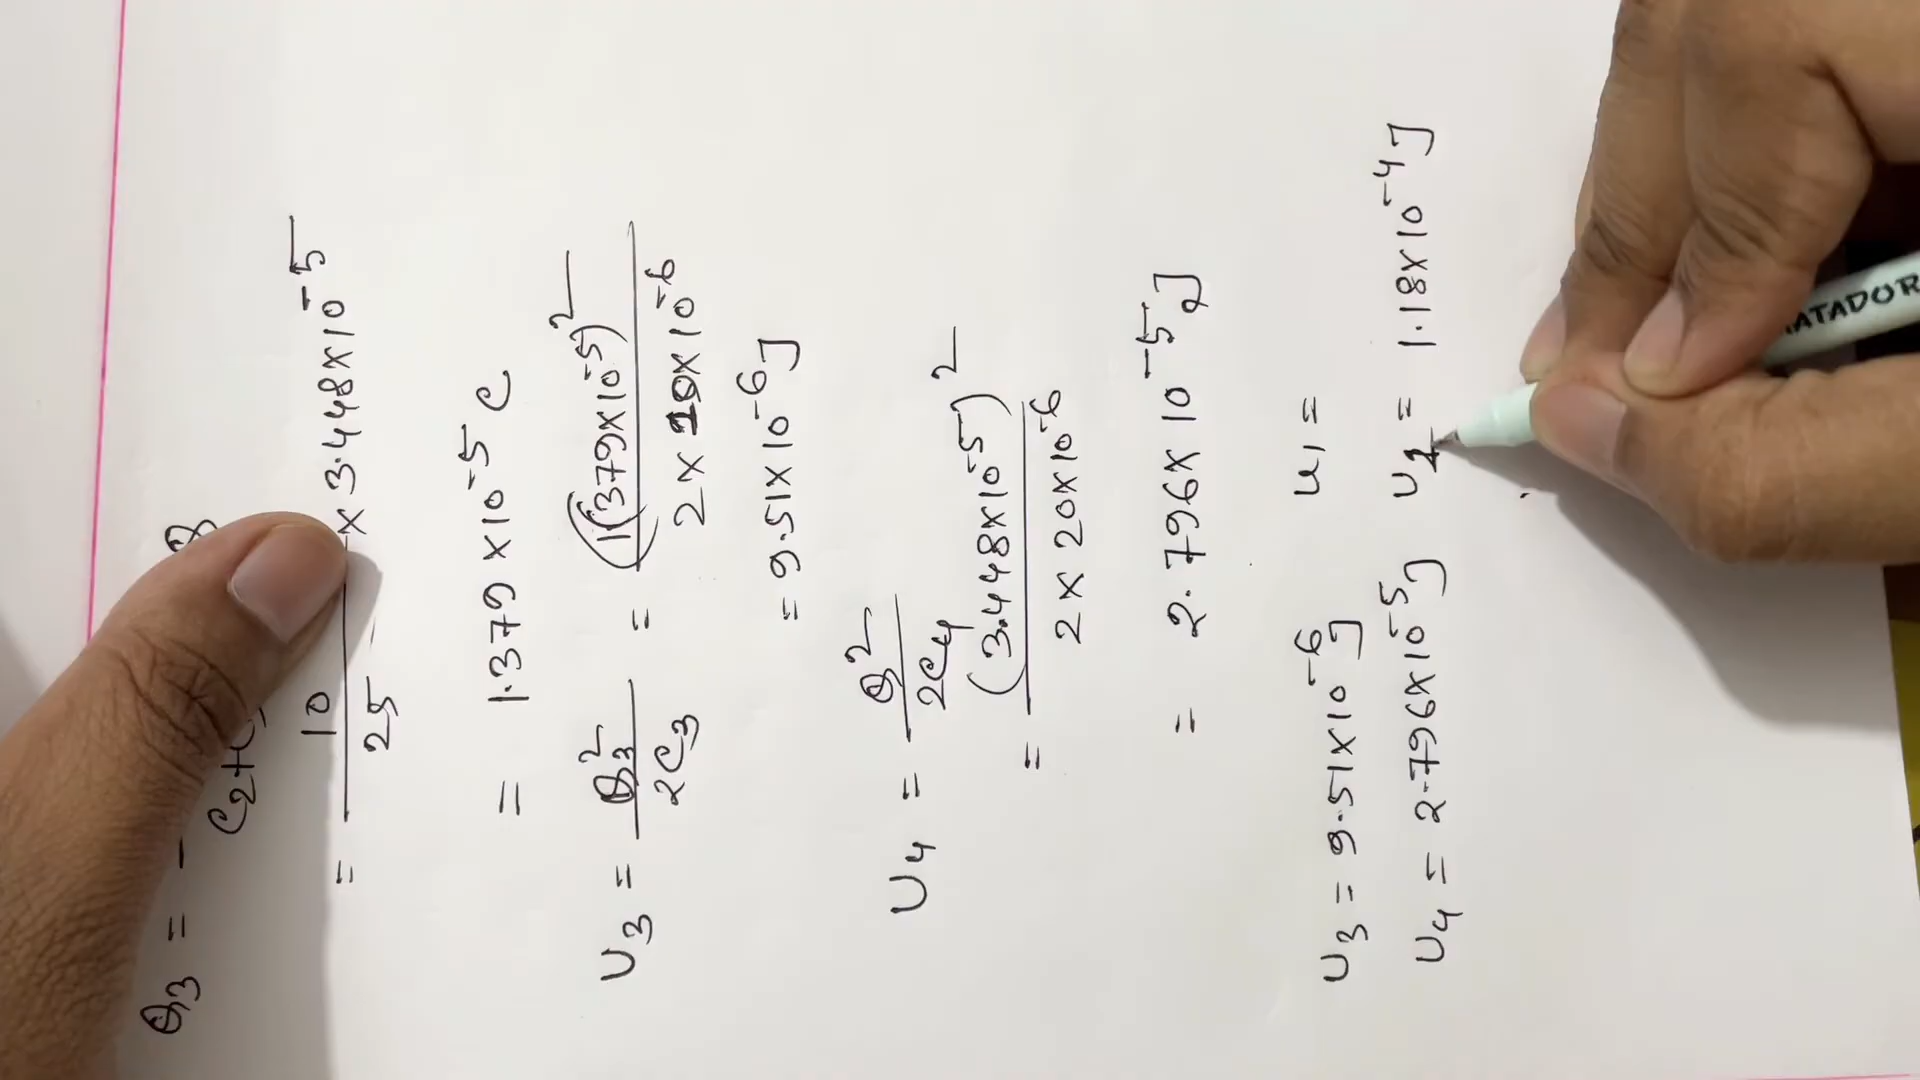 Q3 =
C2+C
= 10/25 × 3.448×10^-5
= 1.379×10^-5 C
U3 = Q3^2/2C3 = (1.379×10^-5)^2/2×10×10^-6
= 9.51×10^-6 J
U4 = Q^2/2C4
= (3.448×10^-5)^2/2×20×10^-6
= 2.796×10^-5 J
U3 = 9.51×10^-6 J u1 =
U4 = 2.796×10^-5 J U2 = 1.18×10^-4 J
MATADOR